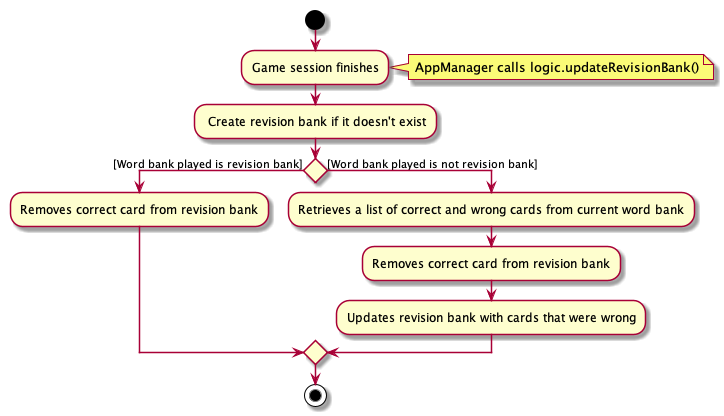 Game session finishes
AppManager calls logic.updateRevisionBank()
Create revision bank if it doesn't exist
[Word bank played is revision bank]
[Word bank played is not revision bank]
Removes correct card from revision bank
Retrieves a list of correct and wrong cards from current word bank
Removes correct card from revision bank
Updates revision bank with cards that were wrong